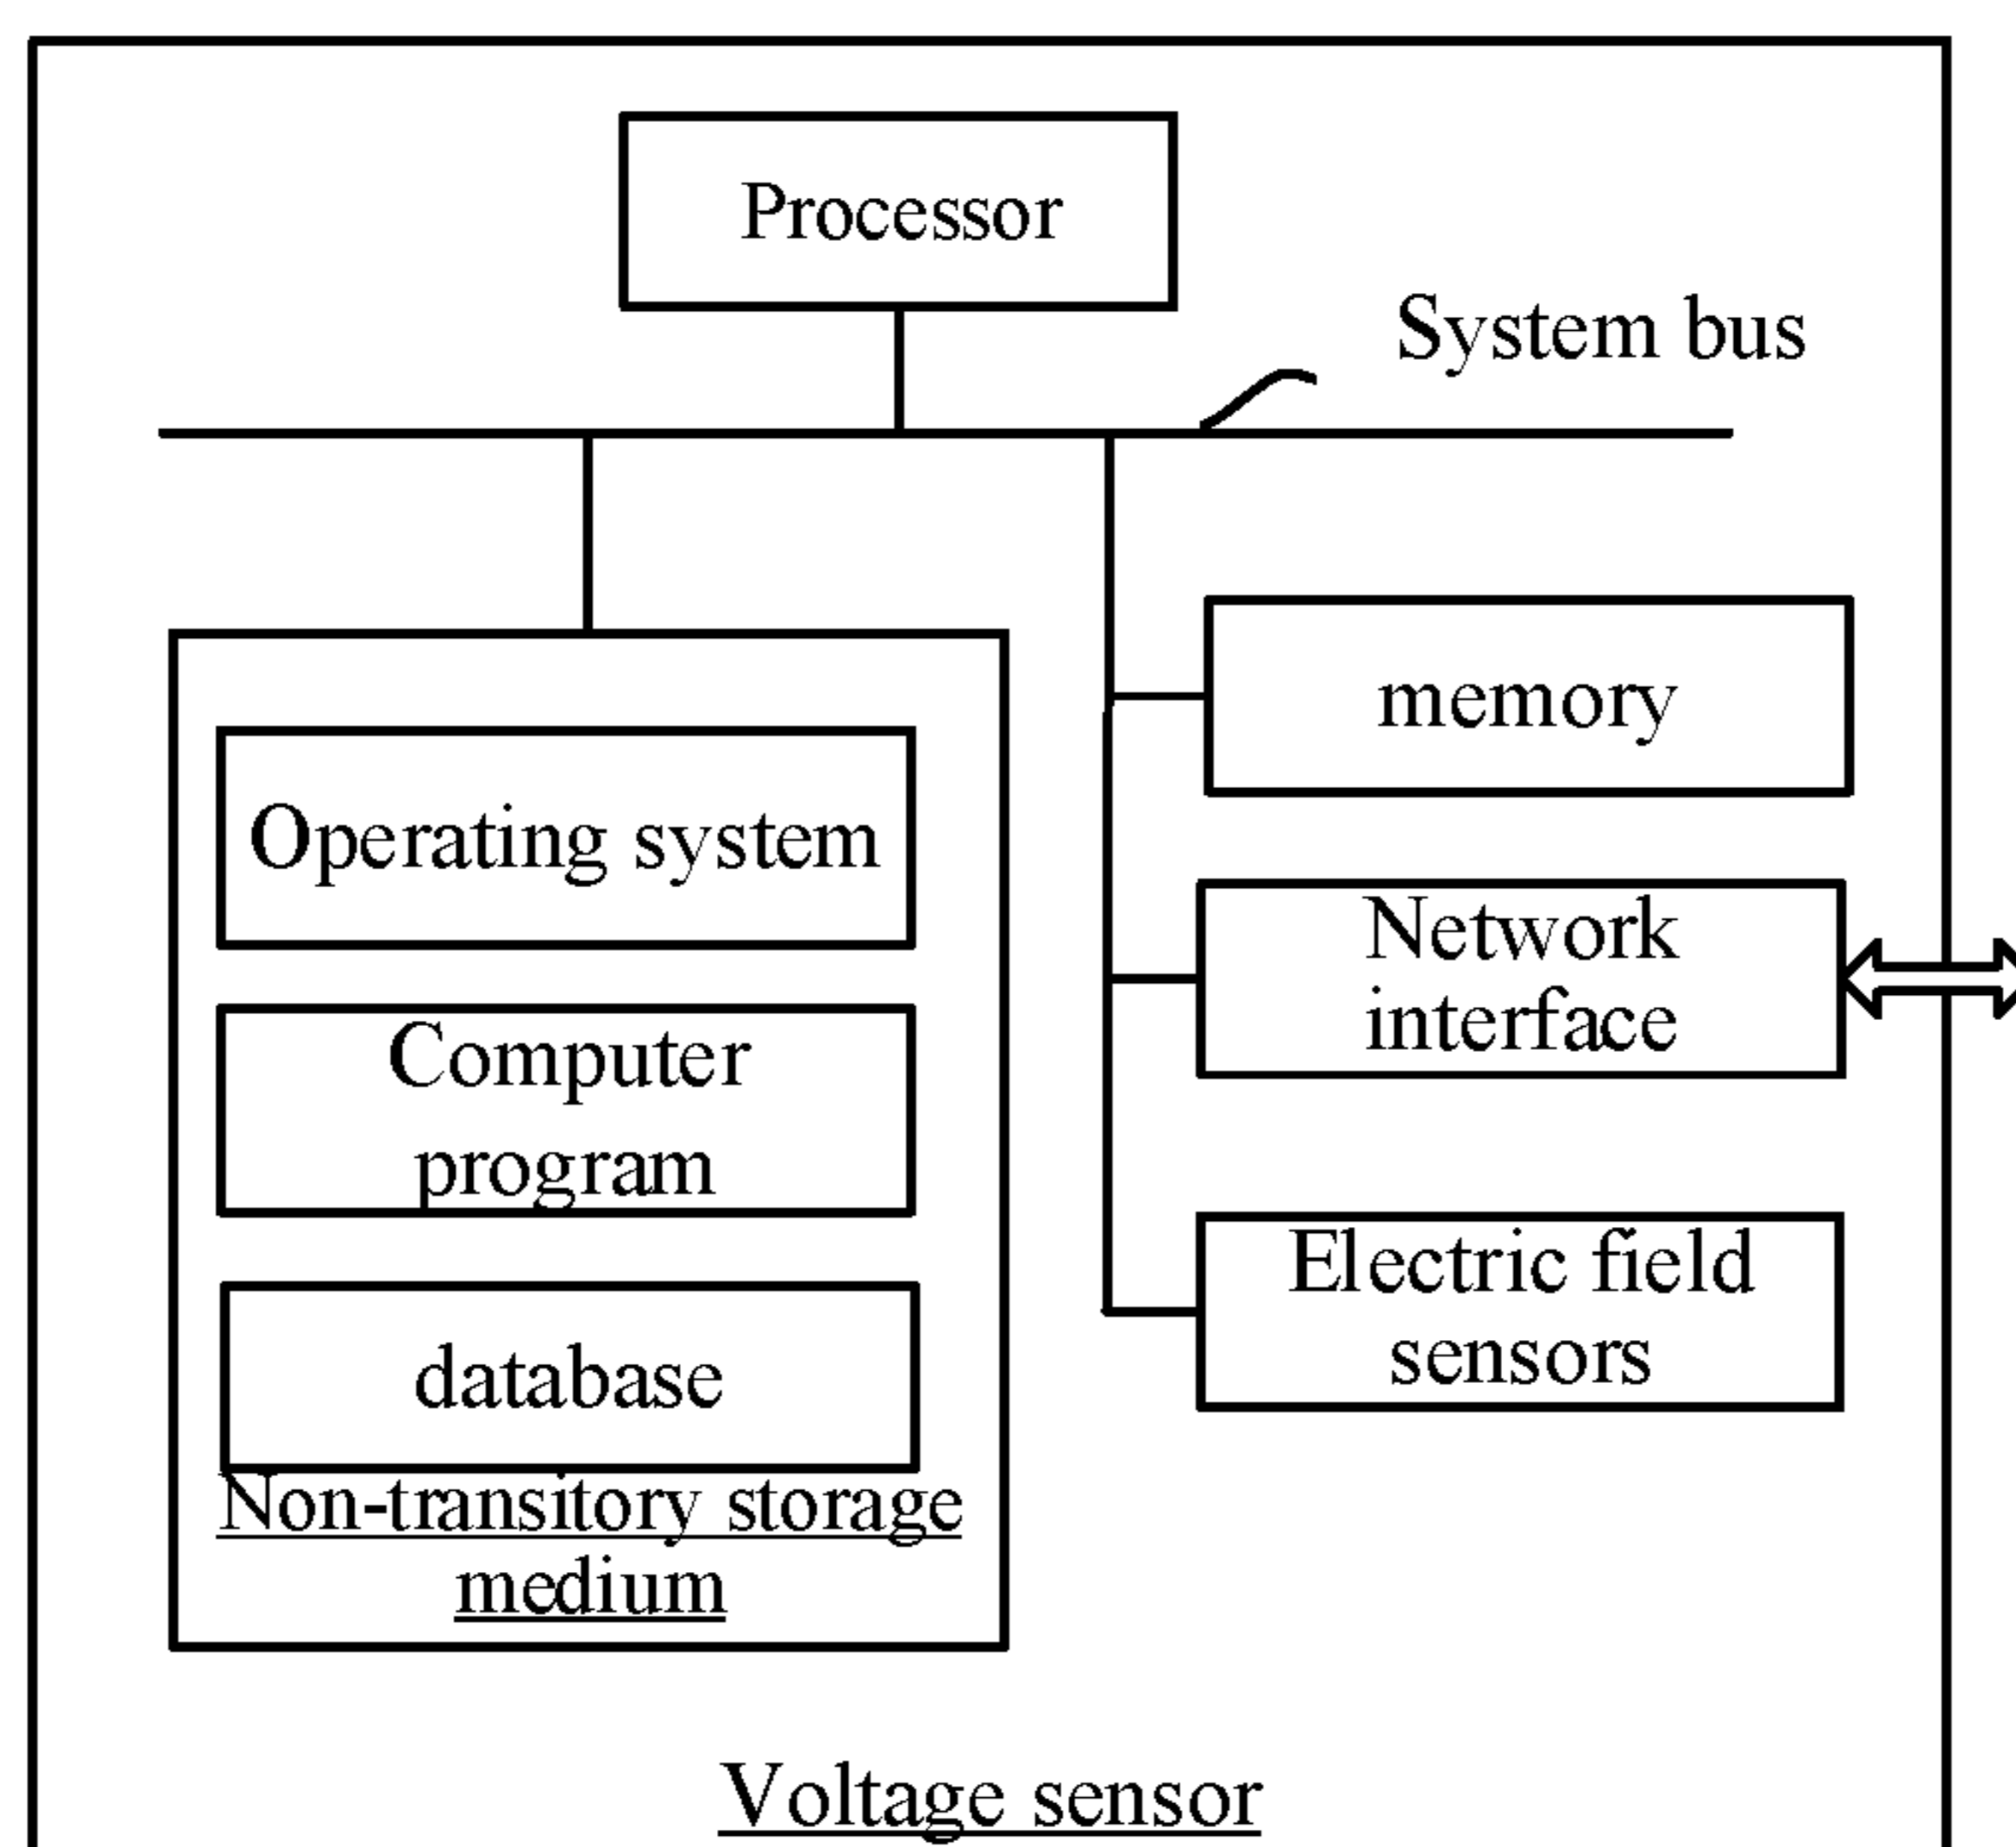 Processor
System bus
memory
Operating system
Network
interface
Computer
program
Electric field
sensors
database
Non-transitory storage
medium
Voltage sensor